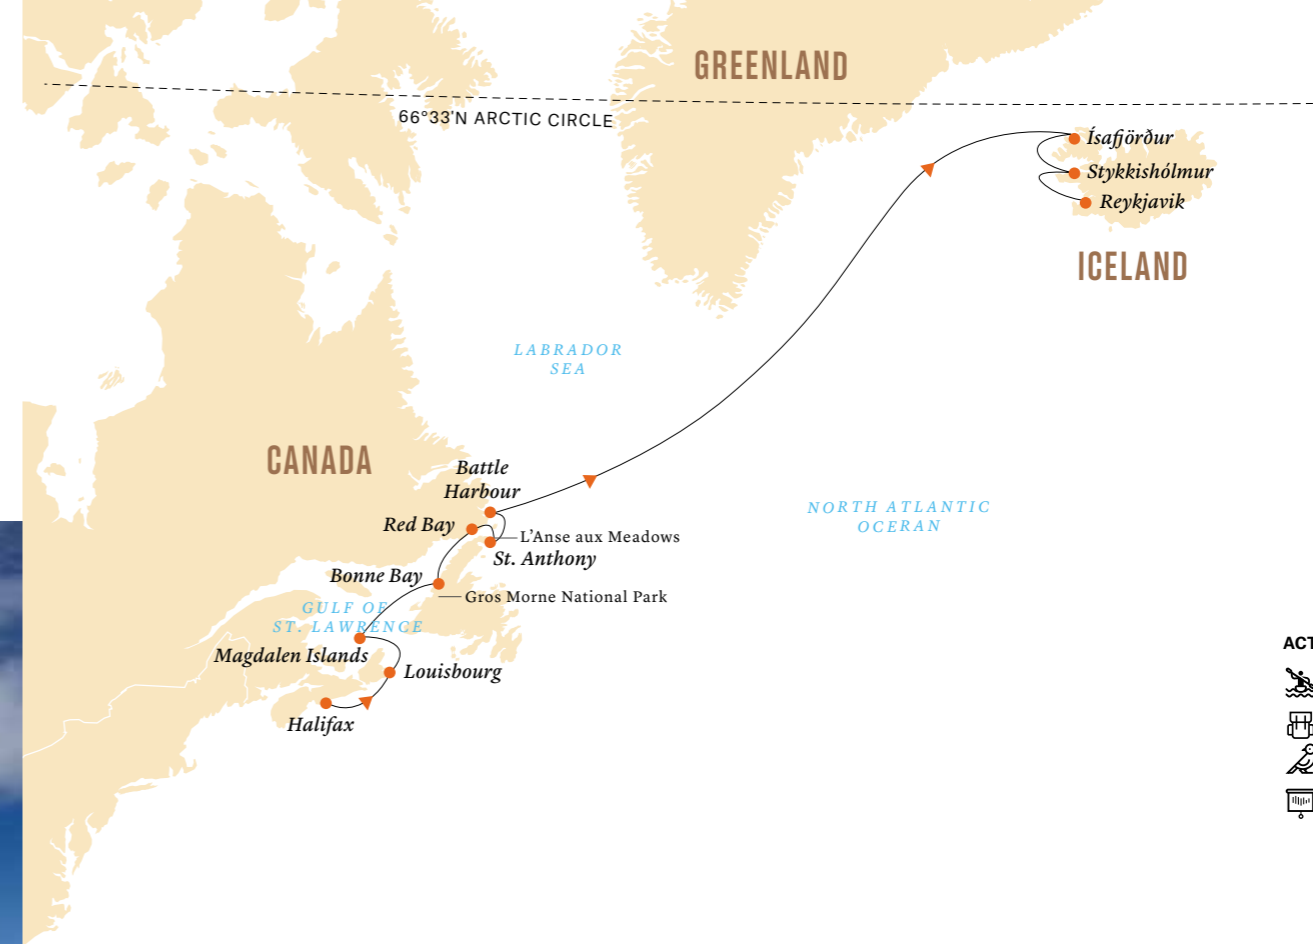 GREENLAND
66°33'N ARCTIC CIRCLE
Ísafjörður
Stykkishólmur
Reykjavik
ICELAND
LABRADOR
SEA
CANADA
Battle
Harbour
NORTH ATLANTIC
OCERAN
Red Bay
L'Anse aux Meadows
St. Anthony
Bonne Bay
Gros Morne National Park
GULF OF
ST. LAWRENCE
Magdalen Islands
Louisbourg
Halifax
ACT